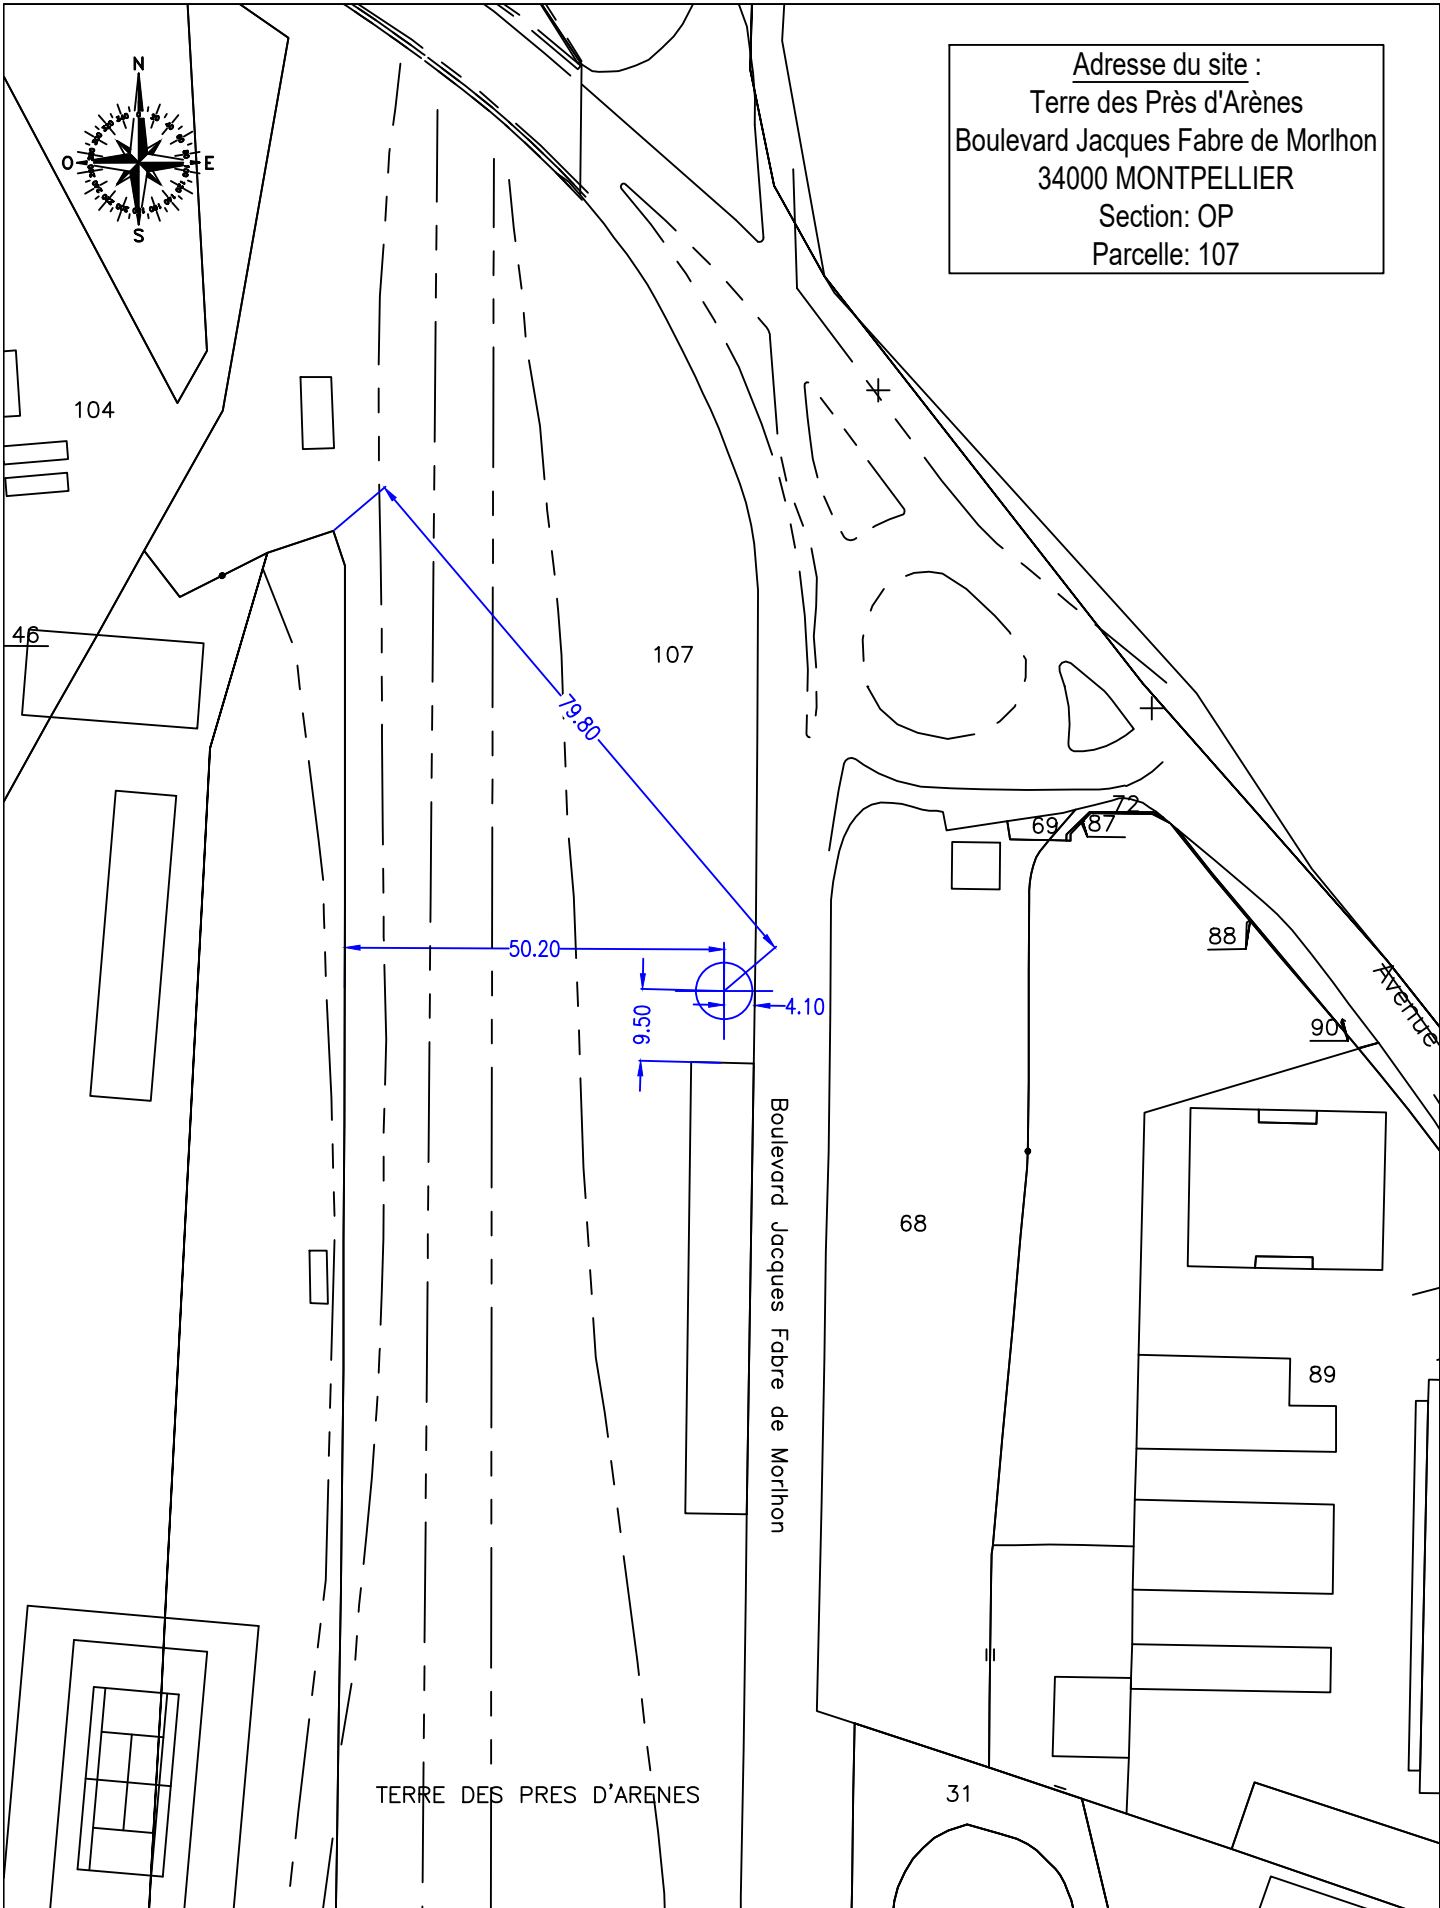 Adresse du site :
Terre des Près d'Arènes
Boulevard Jacques Fabre de Morlhon
34000 MONTPELLIER
Section: OP
Parcelle: 107
N
O
E
S
104
46
107
79.80
72
69
87
50.20
88
Avenue
9.50
4.10
90
Boulevard Jacques Fabre de Morlhon
68
89
TERRE DES PRES D'ARENES
31